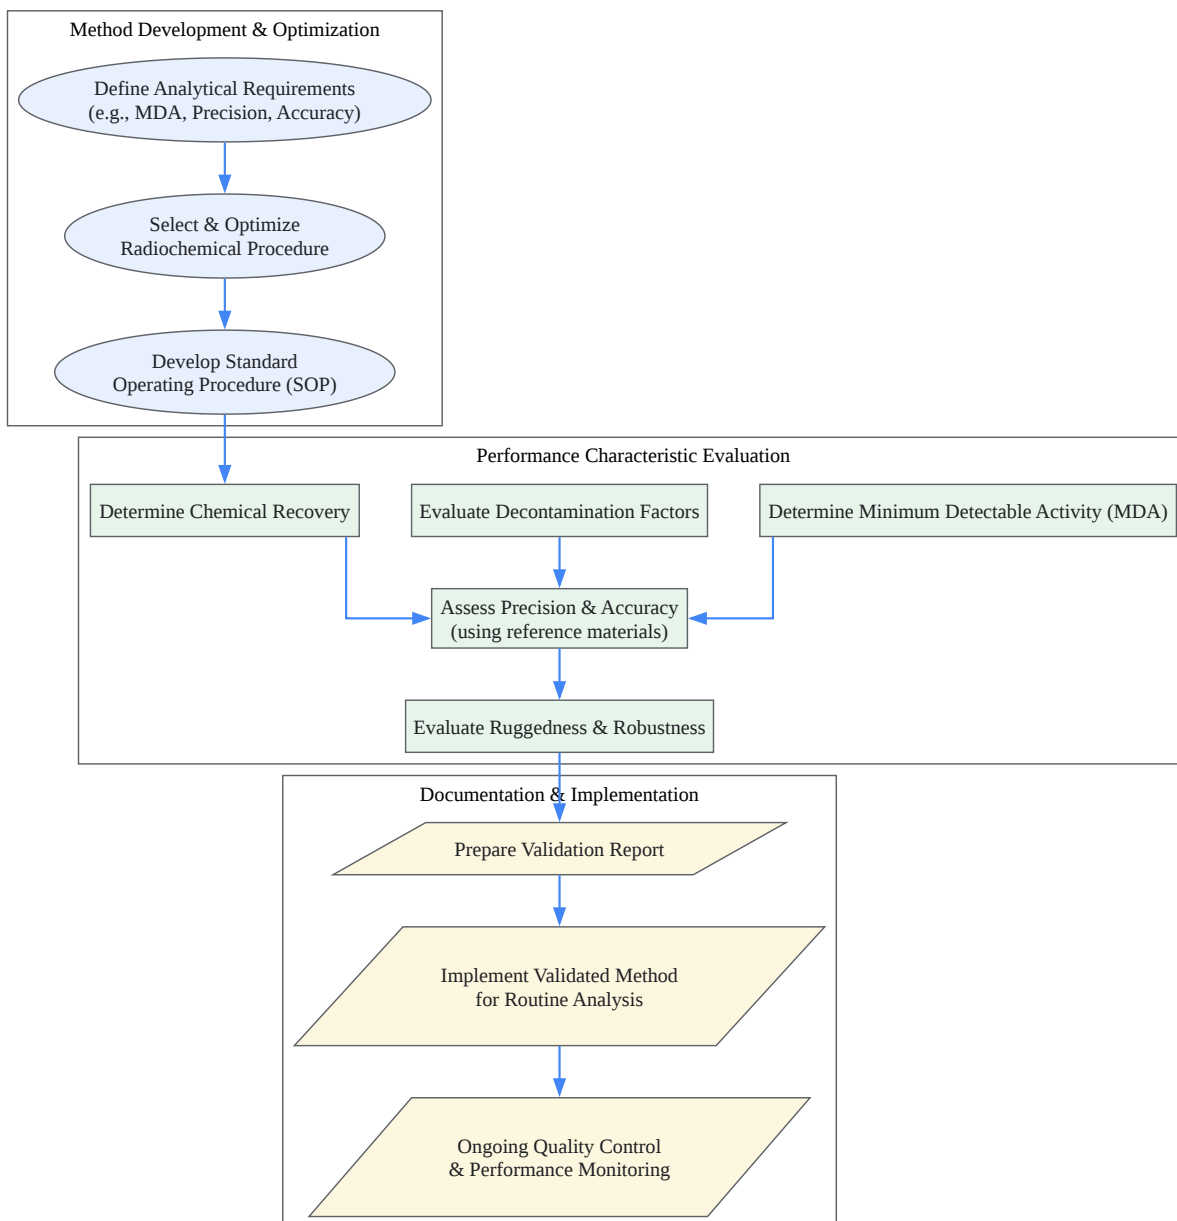 Method Development & Optimization
Define Analytical Requirements
(e.g., MDA, Precision, Accuracy)
Select & Optimize
Radiochemical Procedure
Develop Standard
Operating Procedure (SOP)
Performance Characteristic Evaluation
Determine Chemical Recovery
Evaluate Decontamination Factors
Determine Minimum Detectable Activity (MDA)
Assess Precision & Accuracy
(using reference materials)
Evaluate Ruggedness & Robustness
Documentation & Implementation
Prepare Validation Report
Implement Validated Method
for Routine Analysis
Ongoing Quality Control
& Performance Monitoring